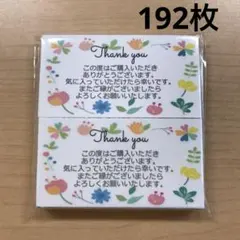 192枚
Thank you
この度はご購入いただき
ありがとうございます。
気に入っていただけたら幸いです。
またご縁がございましたら
よろしくお願いいたします。
Thank you
この度はご購入いただき
ありがとうございます。
気に入っていただけたら幸いです。
またご縁がございましたら
よろしくお願いいたします。